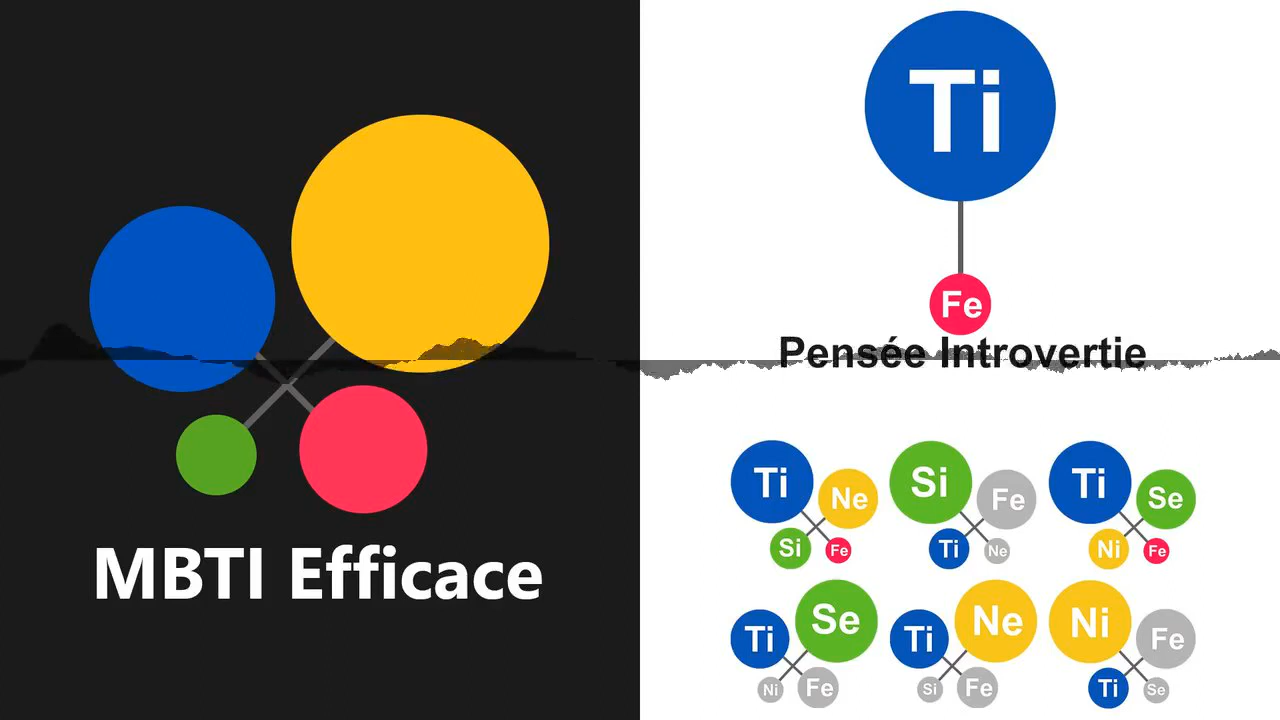 MBTI Efficace
Ti
Fe
Pensée Introvertie
Ti Ne Si Fe
Si Fe Ti Ne
Ti Se Ni Fe
Ti Se Ni Fe
Ti Ne Si Fe
Ni Fe Ti Se